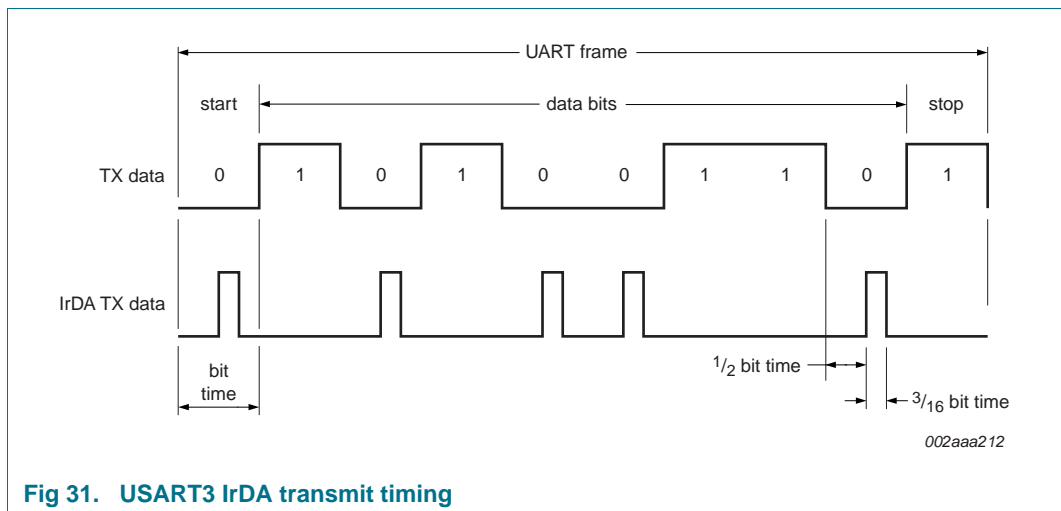 UART frame
start data bits stop
TX data 0 1 0 1 0 0 1 1 0 1
IrDA TX data
bit
time
1/2 bit time
3/16 bit time
002aaa212
Fig 31. USART3 IrDA transmit timing